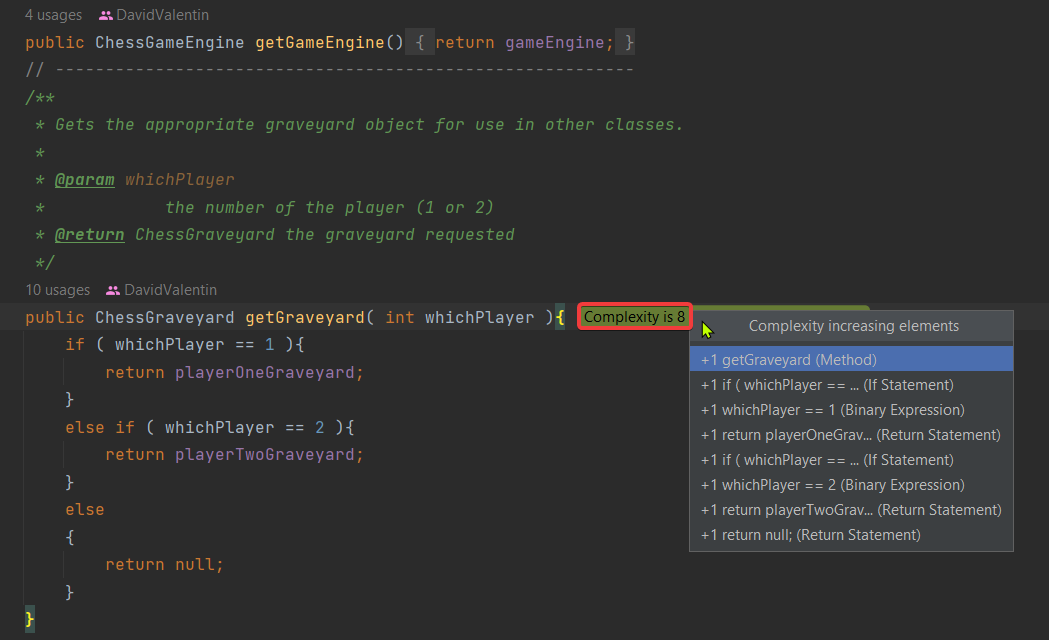 4 usages DavidValentin
public ChessGameEngine getGameEngine() { return gameEngine; }
// ----------------------------------------------------------
/**
* Gets the appropriate graveyard object for use in other classes.
*
* @param whichPlayer
* the number of the player (1 or 2)
* @return ChessGraveyard the graveyard requested
*/
10 usages DavidValentin
public ChessGraveyard getGraveyard( int whichPlayer ){ Complexity is 8
if ( whichPlayer == 1 ){
return playerOneGraveyard;
}
else if ( whichPlayer == 2 ){
return playerTwoGraveyard;
}
else
{
return null;
}
}
Complexity increasing elements
+1 getGraveyard (Method)
+1 if ( whichPlayer == ... (If Statement)
+1 whichPlayer == 1 (Binary Expression)
+1 return playerOneGrav... (Return Statement)
+1 if ( whichPlayer == ... (If Statement)
+1 whichPlayer == 2 (Binary Expression)
+1 return playerTwoGrav... (Return Statement)
+1 return null; (Return Statement)